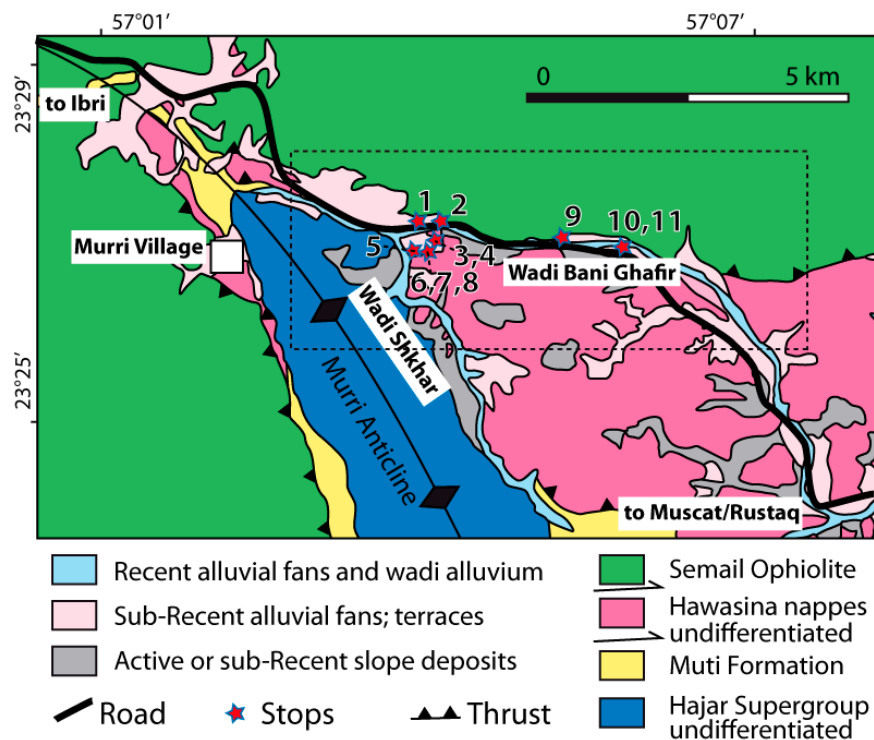 57°01′
57°07′
23°29′
to Ibri
0
5 km
1
2
9
10,11
Murri Village
5
3,4
Wadi Bani Ghafir
6,7,8
Wadi Shkhar
23°25′
Murri Anticline
to Muscat/Rustaq
Recent alluvial fans and wadi alluvium
Sub-Recent alluvial fans; terraces
Active or sub-Recent slope deposits
Road
Stops
Thrust
Semail Ophiolite
Hawasina nappes
undifferentiated
Muti Formation
Hajar Supergroup
undifferentiated